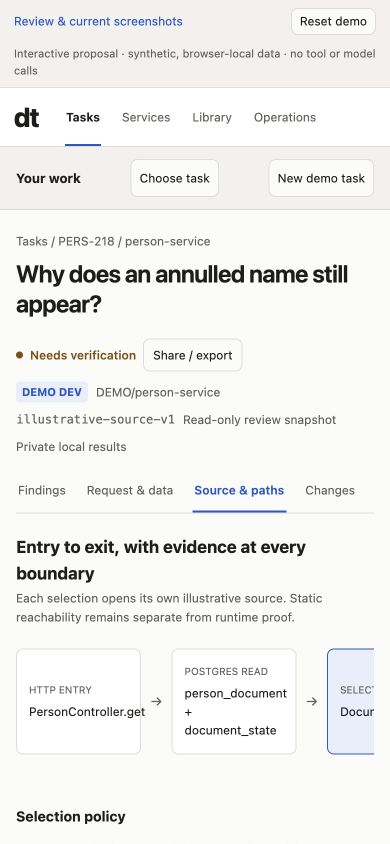 Review & current screenshots
Reset demo
Interactive proposal · synthetic, browser-local data · no tool or model
calls
dt
Tasks
Services
Library
Operations
Your work
Choose task
New demo task
Tasks / PERS-218 / person-service
Why does an annulled name still
appear?
Needs verification
Share / export
DEMO DEV
DEMO/person-service
illustrative-source-v1
Read-only review snapshot
Private local results
Findings
Request & data
Source & paths
Changes
Entry to exit, with evidence at every
boundary
Each selection opens its own illustrative source. Static
reachability remains separate from runtime proof.
HTTP ENTRY
PersonController.get
→
POSTGRES READ
person_document
+
document_state
→
SELECT
Docur
Selection policy